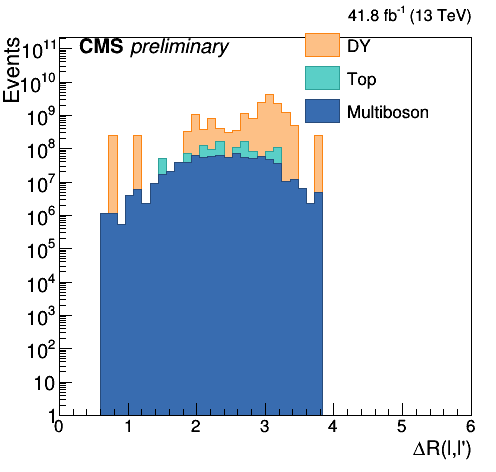 41.8 fb⁻¹ (13 TeV)
CMS preliminary
DY
Top
Multiboson
Events
10¹¹
10¹⁰
10⁹
10⁸
10⁷
10⁶
10⁵
10⁴
10³
10²
10
1
0 1 2 3 4 5 6
ΔR(l,l')